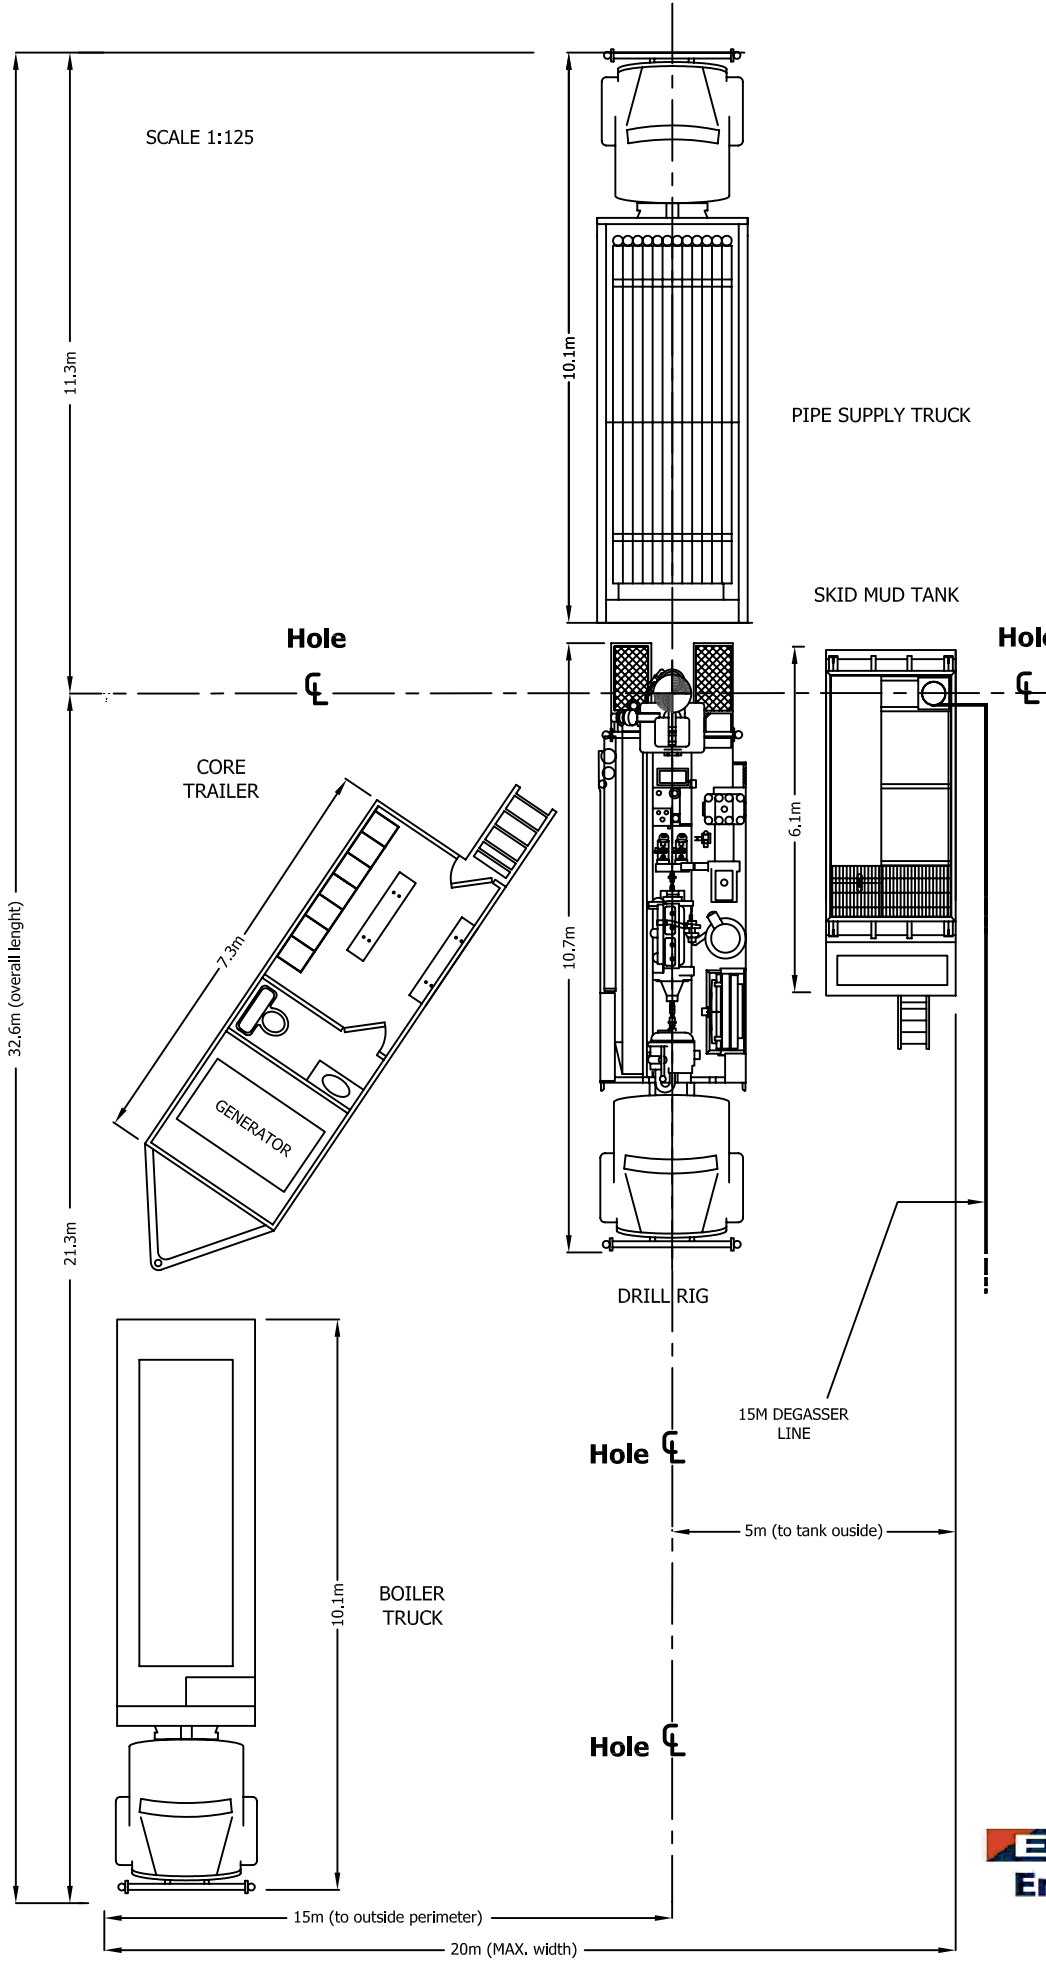 SCALE 1:125
11.3m
10.1m
PIPE SUPPLY TRUCK
SKID MUD TANK
Hole
Hole
CORE
TRAILER
6.1m
7.3m
10.7m
32.6m (overall lenght)
GENERATOR
21.3m
DRILL RIG
15M DEGASSER
LINE
Hole
5m (to tank ouside)
10.1m
BOILER
TRUCK
Hole
15m (to outside perimeter)
20m (MAX. width)